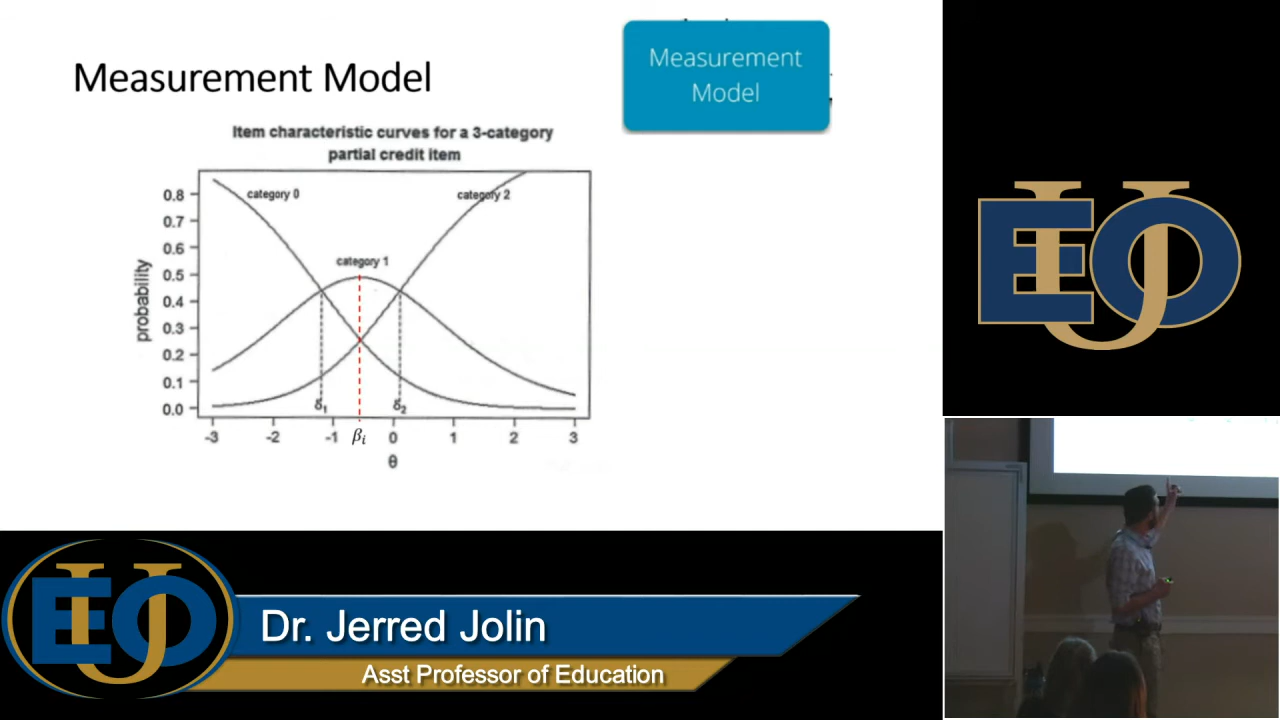 Measurement Model
Measurement
Model
Item characteristic curves for a 3-category
partial credit item
category 0
category 2
category 1
probability
0.8
0.7
0.6
0.5
0.4
0.3
0.2
0.1
0.0
δ1
δ2
-3
-2
-1
βi
0
1
2
3
θ
EOU
EOU
Dr. Jerred Jolin
Asst Professor of Education